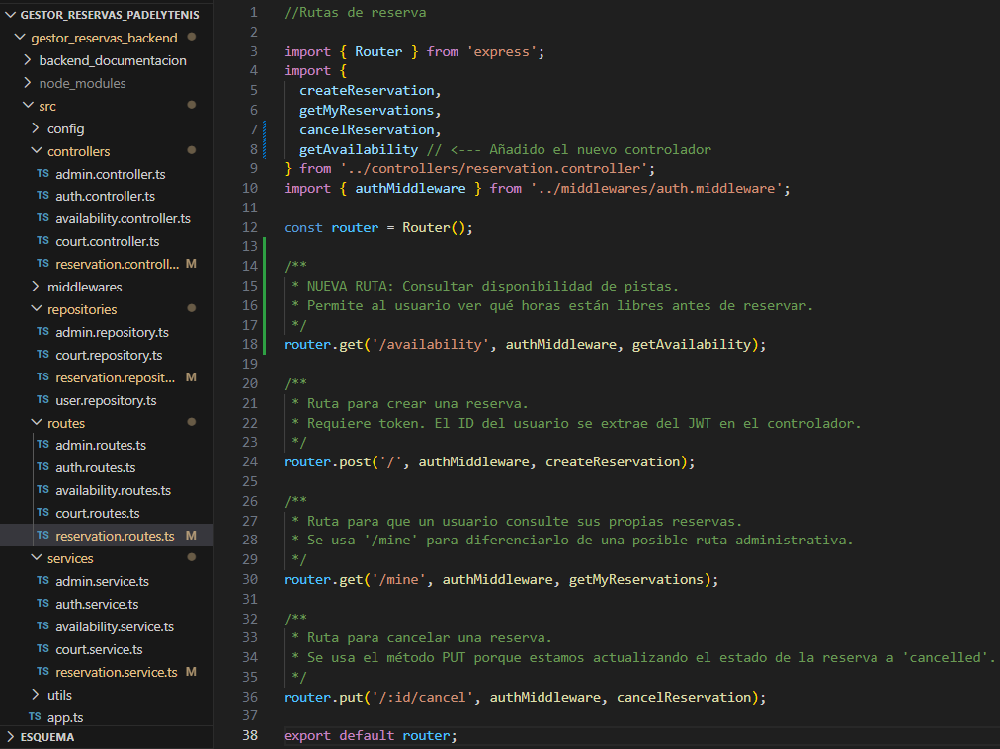 GESTOR_RESERVAS_PADELYTENIS
gestor_reservas_backend
backend_documentacion
node_modules
src
config
controllers
TS admin.controller.ts
TS auth.controller.ts
TS availability.controller.ts
TS court.controller.ts
TS reservation.controll... M
middlewares
repositories
TS admin.repository.ts
TS court.repository.ts
TS reservation.reposit... M
TS user.repository.ts
routes
TS admin.routes.ts
TS auth.routes.ts
TS availability.routes.ts
TS court.routes.ts
TS reservation.routes.ts M
services
TS admin.service.ts
TS auth.service.ts
TS availability.service.ts
TS court.service.ts
TS reservation.service.ts M
utils
TS app.ts
ESQUEMA
1 //Rutas de reserva
2
3 import { Router } from 'express';
4 import {
5   createReservation,
6   getMyReservations,
7   cancelReservation,
8   getAvailability // <--- Añadido el nuevo controlador
9 } from '../controllers/reservation.controller';
10 import { authMiddleware } from '../middlewares/auth.middleware';
11
12 const router = Router();
13
14 /**
15  * NUEVA RUTA: Consultar disponibilidad de pistas.
16  * Permite al usuario ver qué horas están libres antes de reservar.
17  */
18 router.get('/availability', authMiddleware, getAvailability);
19
20 /**
21  * Ruta para crear una reserva.
22  * Requiere token. El ID del usuario se extrae del JWT en el controlador.
23  */
24 router.post('/', authMiddleware, createReservation);
25
26 /**
27  * Ruta para que un usuario consulte sus propias reservas.
28  * Se usa '/mine' para diferenciarlo de una posible ruta administrativa.
29  */
30 router.get('/mine', authMiddleware, getMyReservations);
31
32 /**
33  * Ruta para cancelar una reserva.
34  * Se usa el método PUT porque estamos actualizando el estado de la reserva a 'cancelled'.
35  */
36 router.put('/:id/cancel', authMiddleware, cancelReservation);
37
38 export default router;